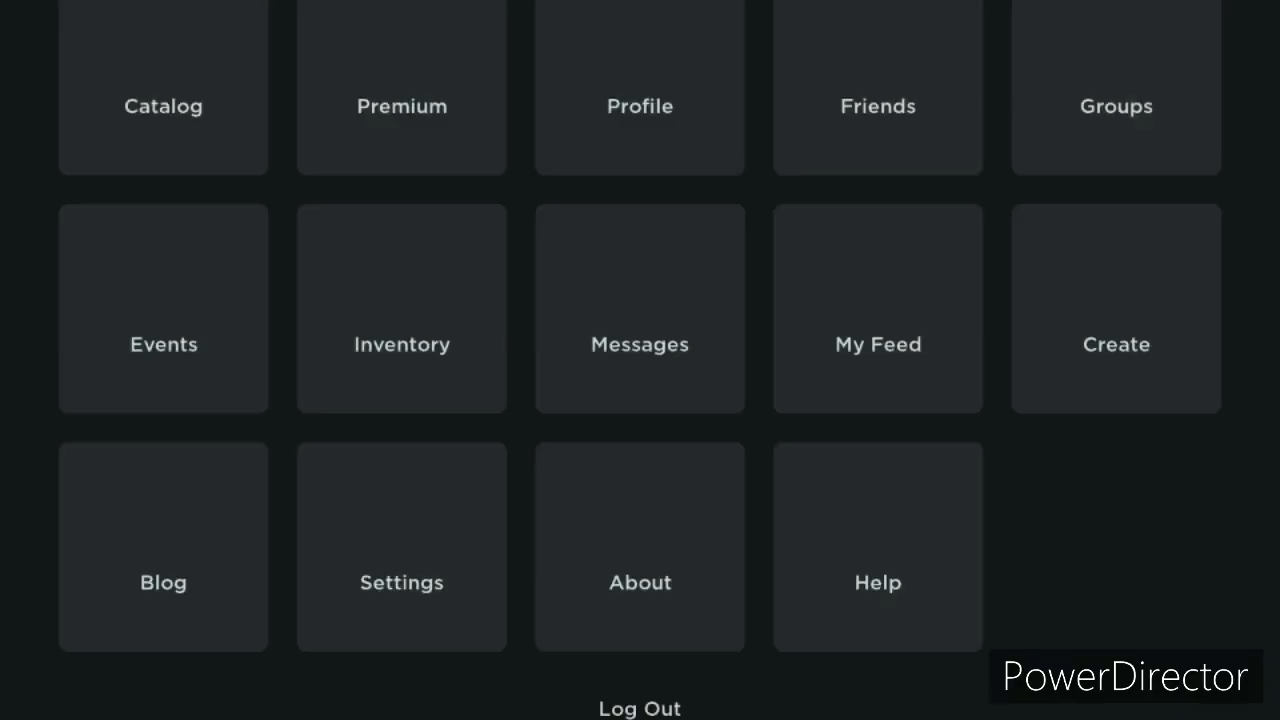 Catalog
Premium
Profile
Friends
Groups
Events
Inventory
Messages
My Feed
Create
Blog
Settings
About
Help
PowerDirector
Log Out